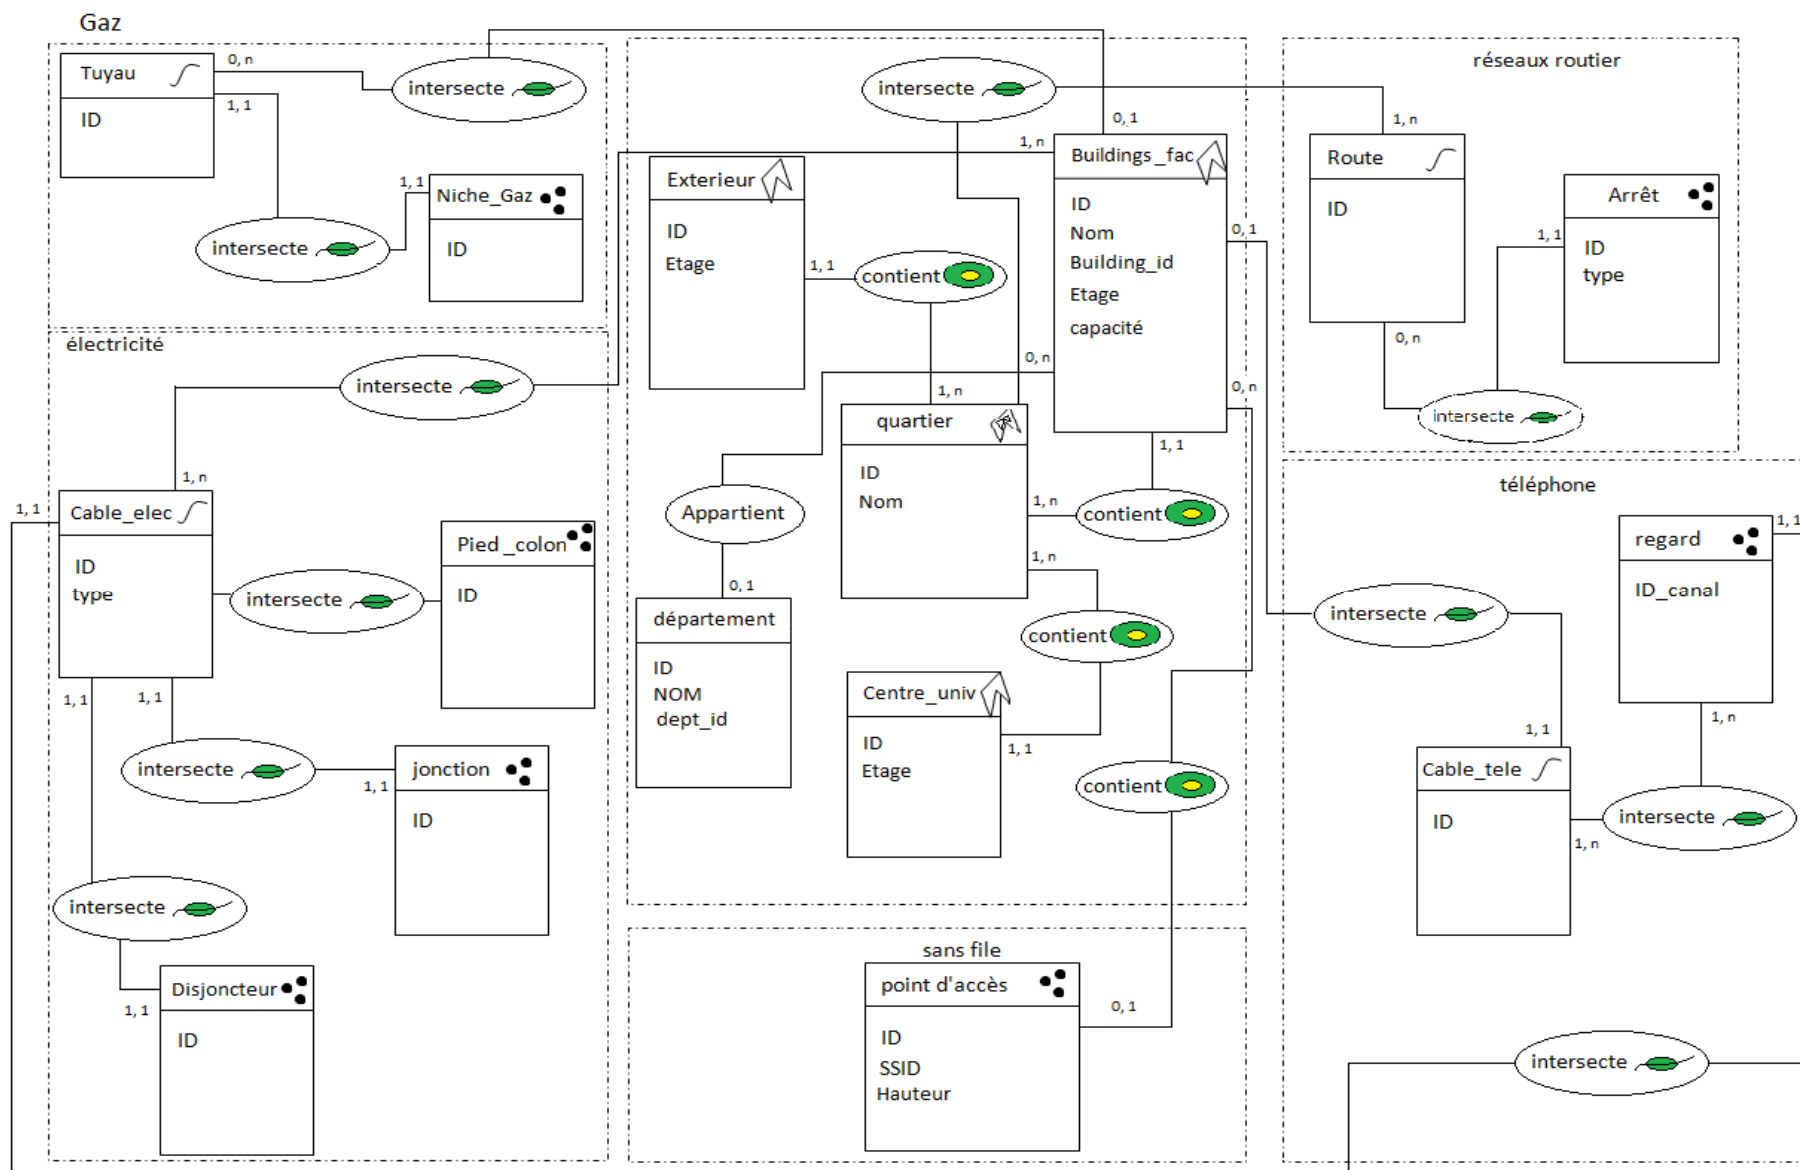 Gaz
Tuyau
ID
0, n
1, 1
intersecte
1, 1
Niche_Gaz
ID
intersecte
électricité
intersecte
1, n
1, 1
Cable_elec
ID
type
intersecte
Pied_colon
ID
1, 1
1, 1
intersecte
1, 1
jonction
ID
intersecte
1, 1
Disjoncteur
ID
intersecte
0, 1
1, n
Buildings_fac
ID
Nom
Building_id
Etage
capacité
0, 1
0, n
0, n
1, 1
Exterieur
ID
Etage
1, 1
contient
1, n
quartier
ID
Nom
1, n
contient
1, n
contient
Appartient
0, 1
département
ID
NOM
dept_id
Centre_univ
ID
Etage
1, 1
contient
sans file
point d'accès
ID
SSID
Hauteur
0, 1
réseaux routier
1, n
Route
ID
0, n
Arrêt
ID
type
1, 1
intersecte
téléphone
regard
ID_canal
1, 1
1, n
intersecte
1, 1
Cable_tele
ID
1, n
intersecte
intersecte